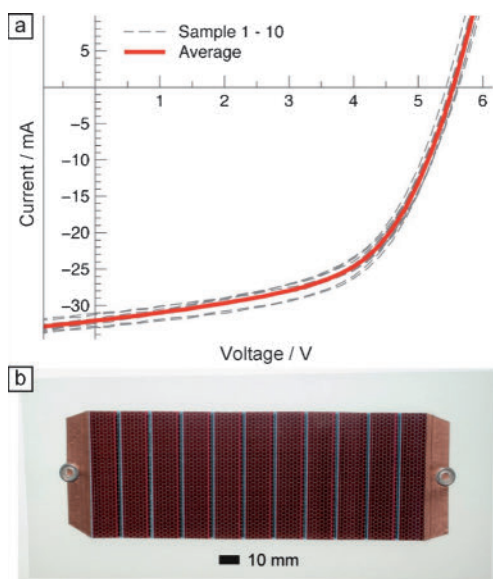 a
Sample 1 - 10
Average
5
1 2 3 4 5 6
−5
−10
−15
−20
−25
−30
Current / mA
Voltage / V
b
10 mm